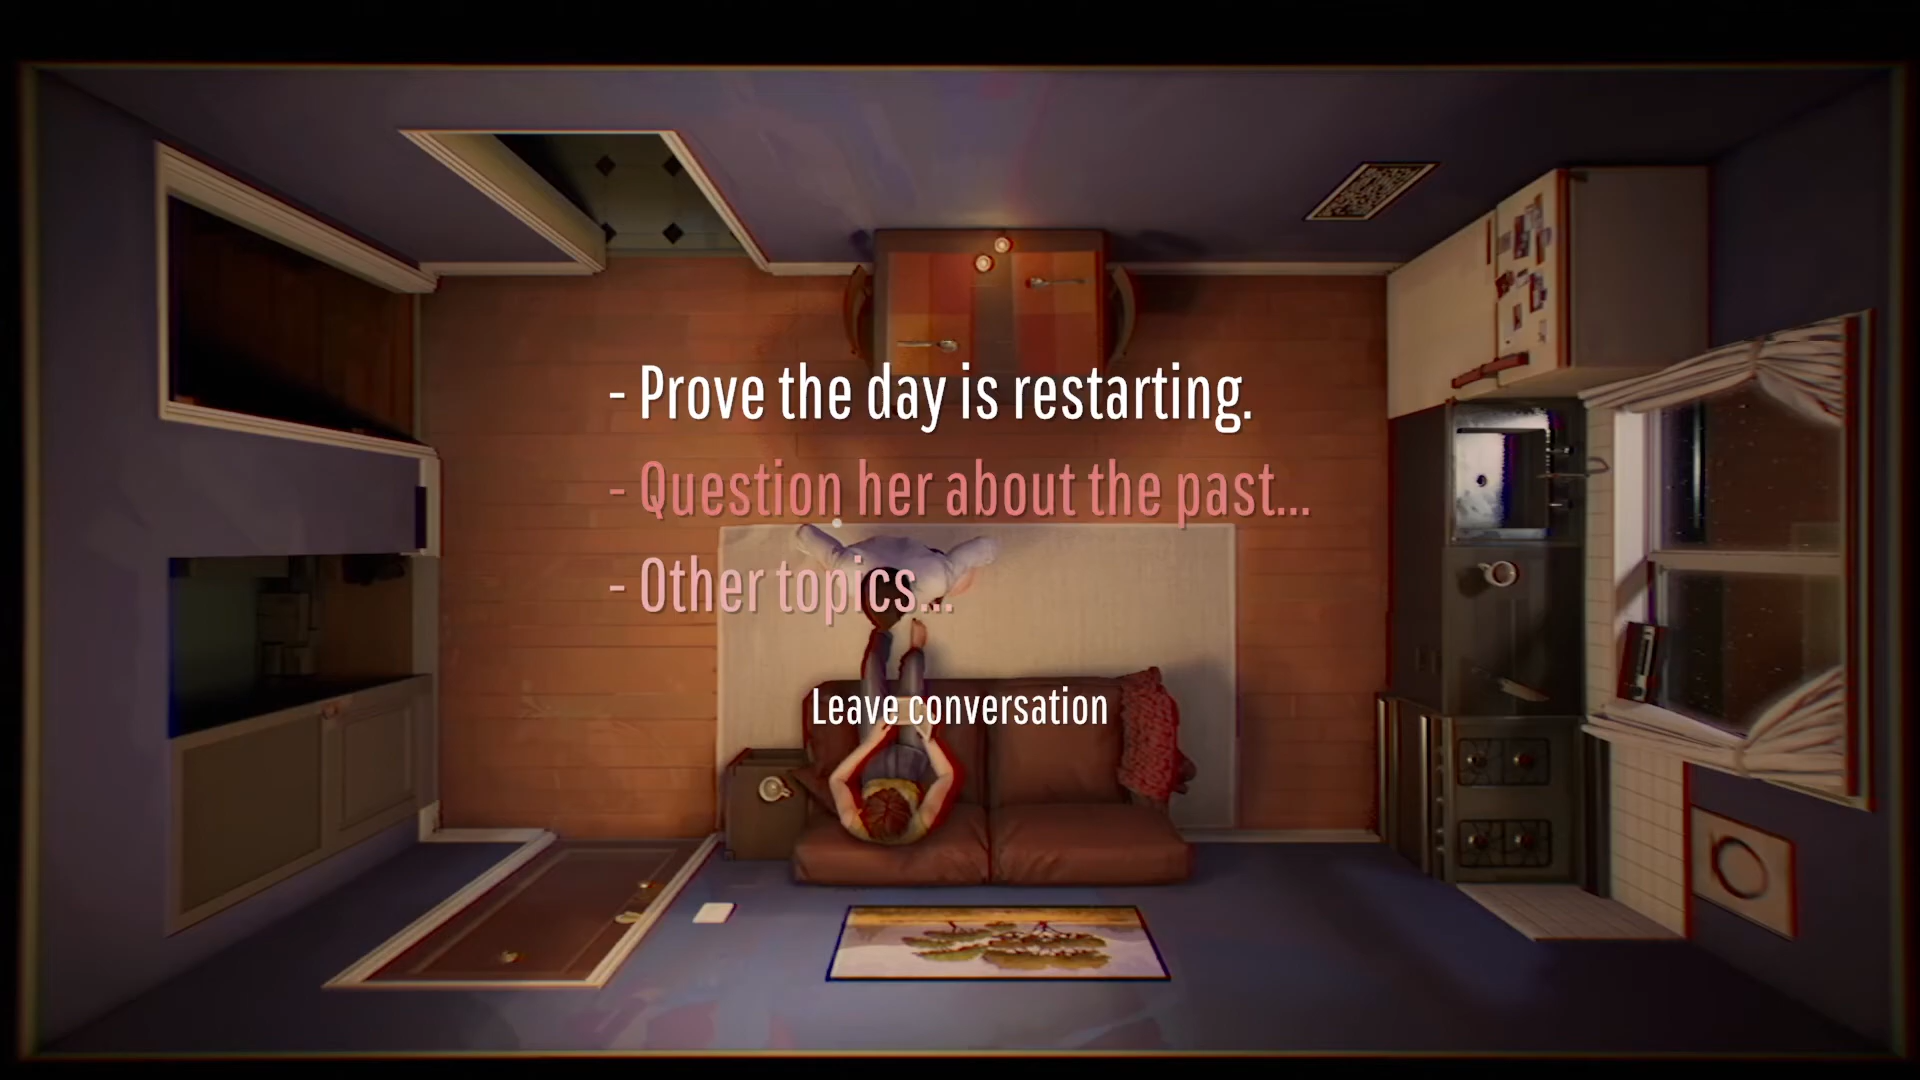 - Prove the day is restarting.
- Question her about the past...
- Other topics...
Leave conversation